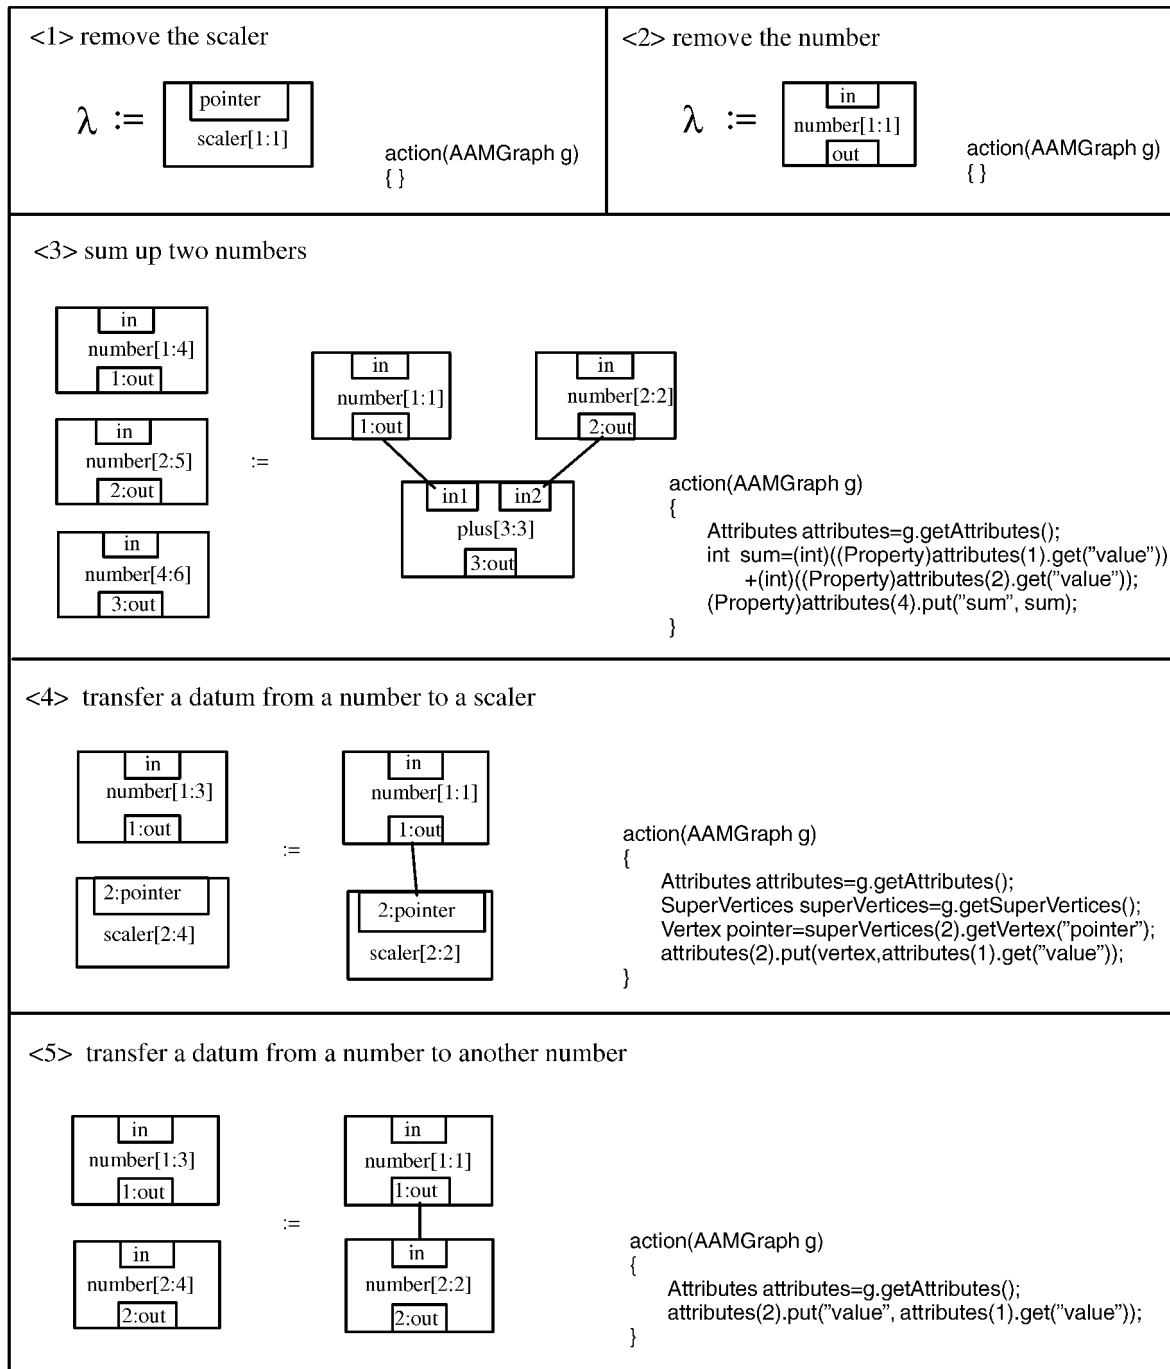 <1> remove the scaler
λ :=
pointer
scaler[1:1]
action(AAMGraph g)
{ }
<2> remove the number
λ :=
in
number[1:1]
out
action(AAMGraph g)
{ }
<3> sum up two numbers
in
number[1:4]
1:out
in
number[2:5]
2:out
in
number[4:6]
3:out
:=
in
number[1:1]
1:out
in
number[2:2]
2:out
in1 in2
plus[3:3]
3:out
action(AAMGraph g)
{
Attributes attributes=g.getAttributes();
int sum=(int)((Property)attributes(1).get("value"))
+(int)((Property)attributes(2).get("value"));
(Property)attributes(4).put("sum", sum);
}
<4> transfer a datum from a number to a scaler
in
number[1:3]
1:out
2:pointer
scaler[2:4]
:=
in
number[1:1]
1:out
2:pointer
scaler[2:2]
action(AAMGraph g)
{
Attributes attributes=g.getAttributes();
SuperVertices superVertices=g.getSuperVertices();
Vertex pointer=superVertices(2).getVertex("pointer");
attributes(2).put(vertex,attributes(1).get("value"));
}
<5> transfer a datum from a number to another number
in
number[1:3]
1:out
in
number[2:4]
2:out
:=
in
number[1:1]
1:out
in
number[2:2]
2:out
action(AAMGraph g)
{
Attributes attributes=g.getAttributes();
attributes(2).put("value", attributes(1).get("value"));
}